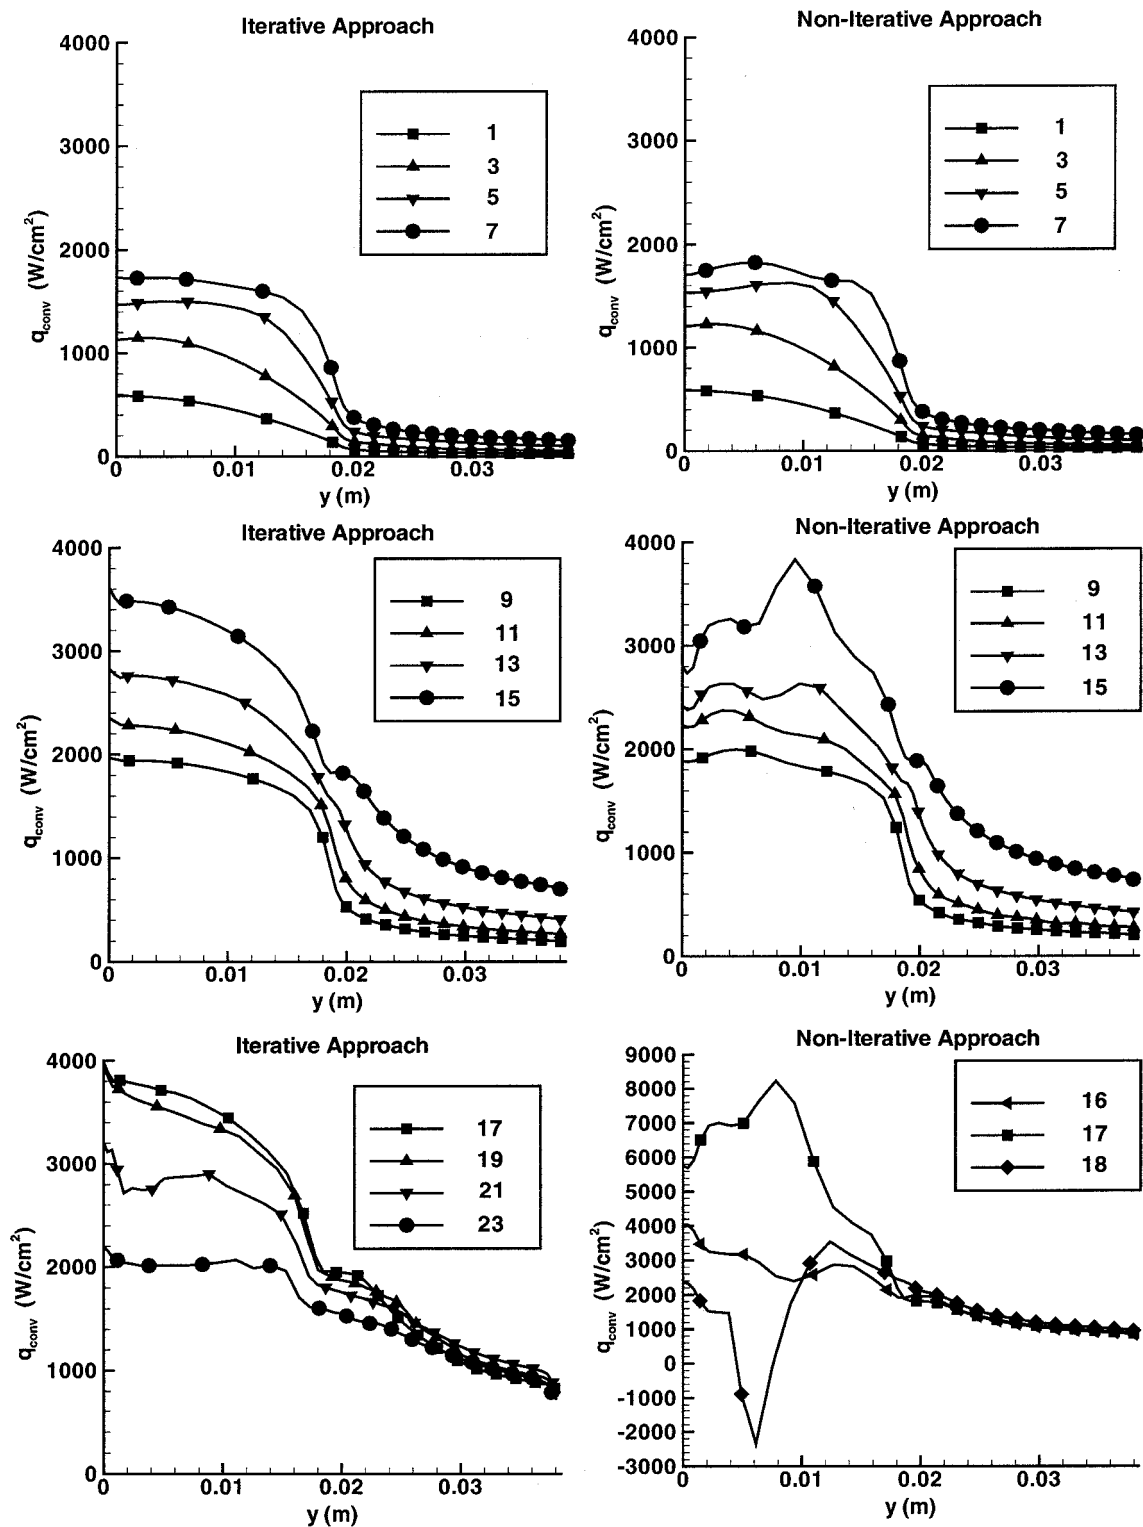 Iterative Approach
4000
3000
2000
1000
0
q_conv (W/cm²)
1
3
5
7
0 0.01 0.02 0.03
y (m)
Non-Iterative Approach
4000
3000
2000
1000
0
q_conv (W/cm²)
1
3
5
7
0 0.01 0.02 0.03
y (m)
Iterative Approach
4000
3000
2000
1000
0
q_conv (W/cm²)
9
11
13
15
0 0.01 0.02 0.03
y (m)
Non-Iterative Approach
4000
3000
2000
1000
0
q_conv (W/cm²)
9
11
13
15
0 0.01 0.02 0.03
y (m)
Iterative Approach
4000
3000
2000
1000
0
q_conv (W/cm²)
17
19
21
23
0 0.01 0.02 0.03
y (m)
Non-Iterative Approach
9000
8000
7000
6000
5000
4000
3000
2000
1000
0
-1000
-2000
-3000
q_conv (W/cm²)
16
17
18
0 0.01 0.02 0.03
y (m)